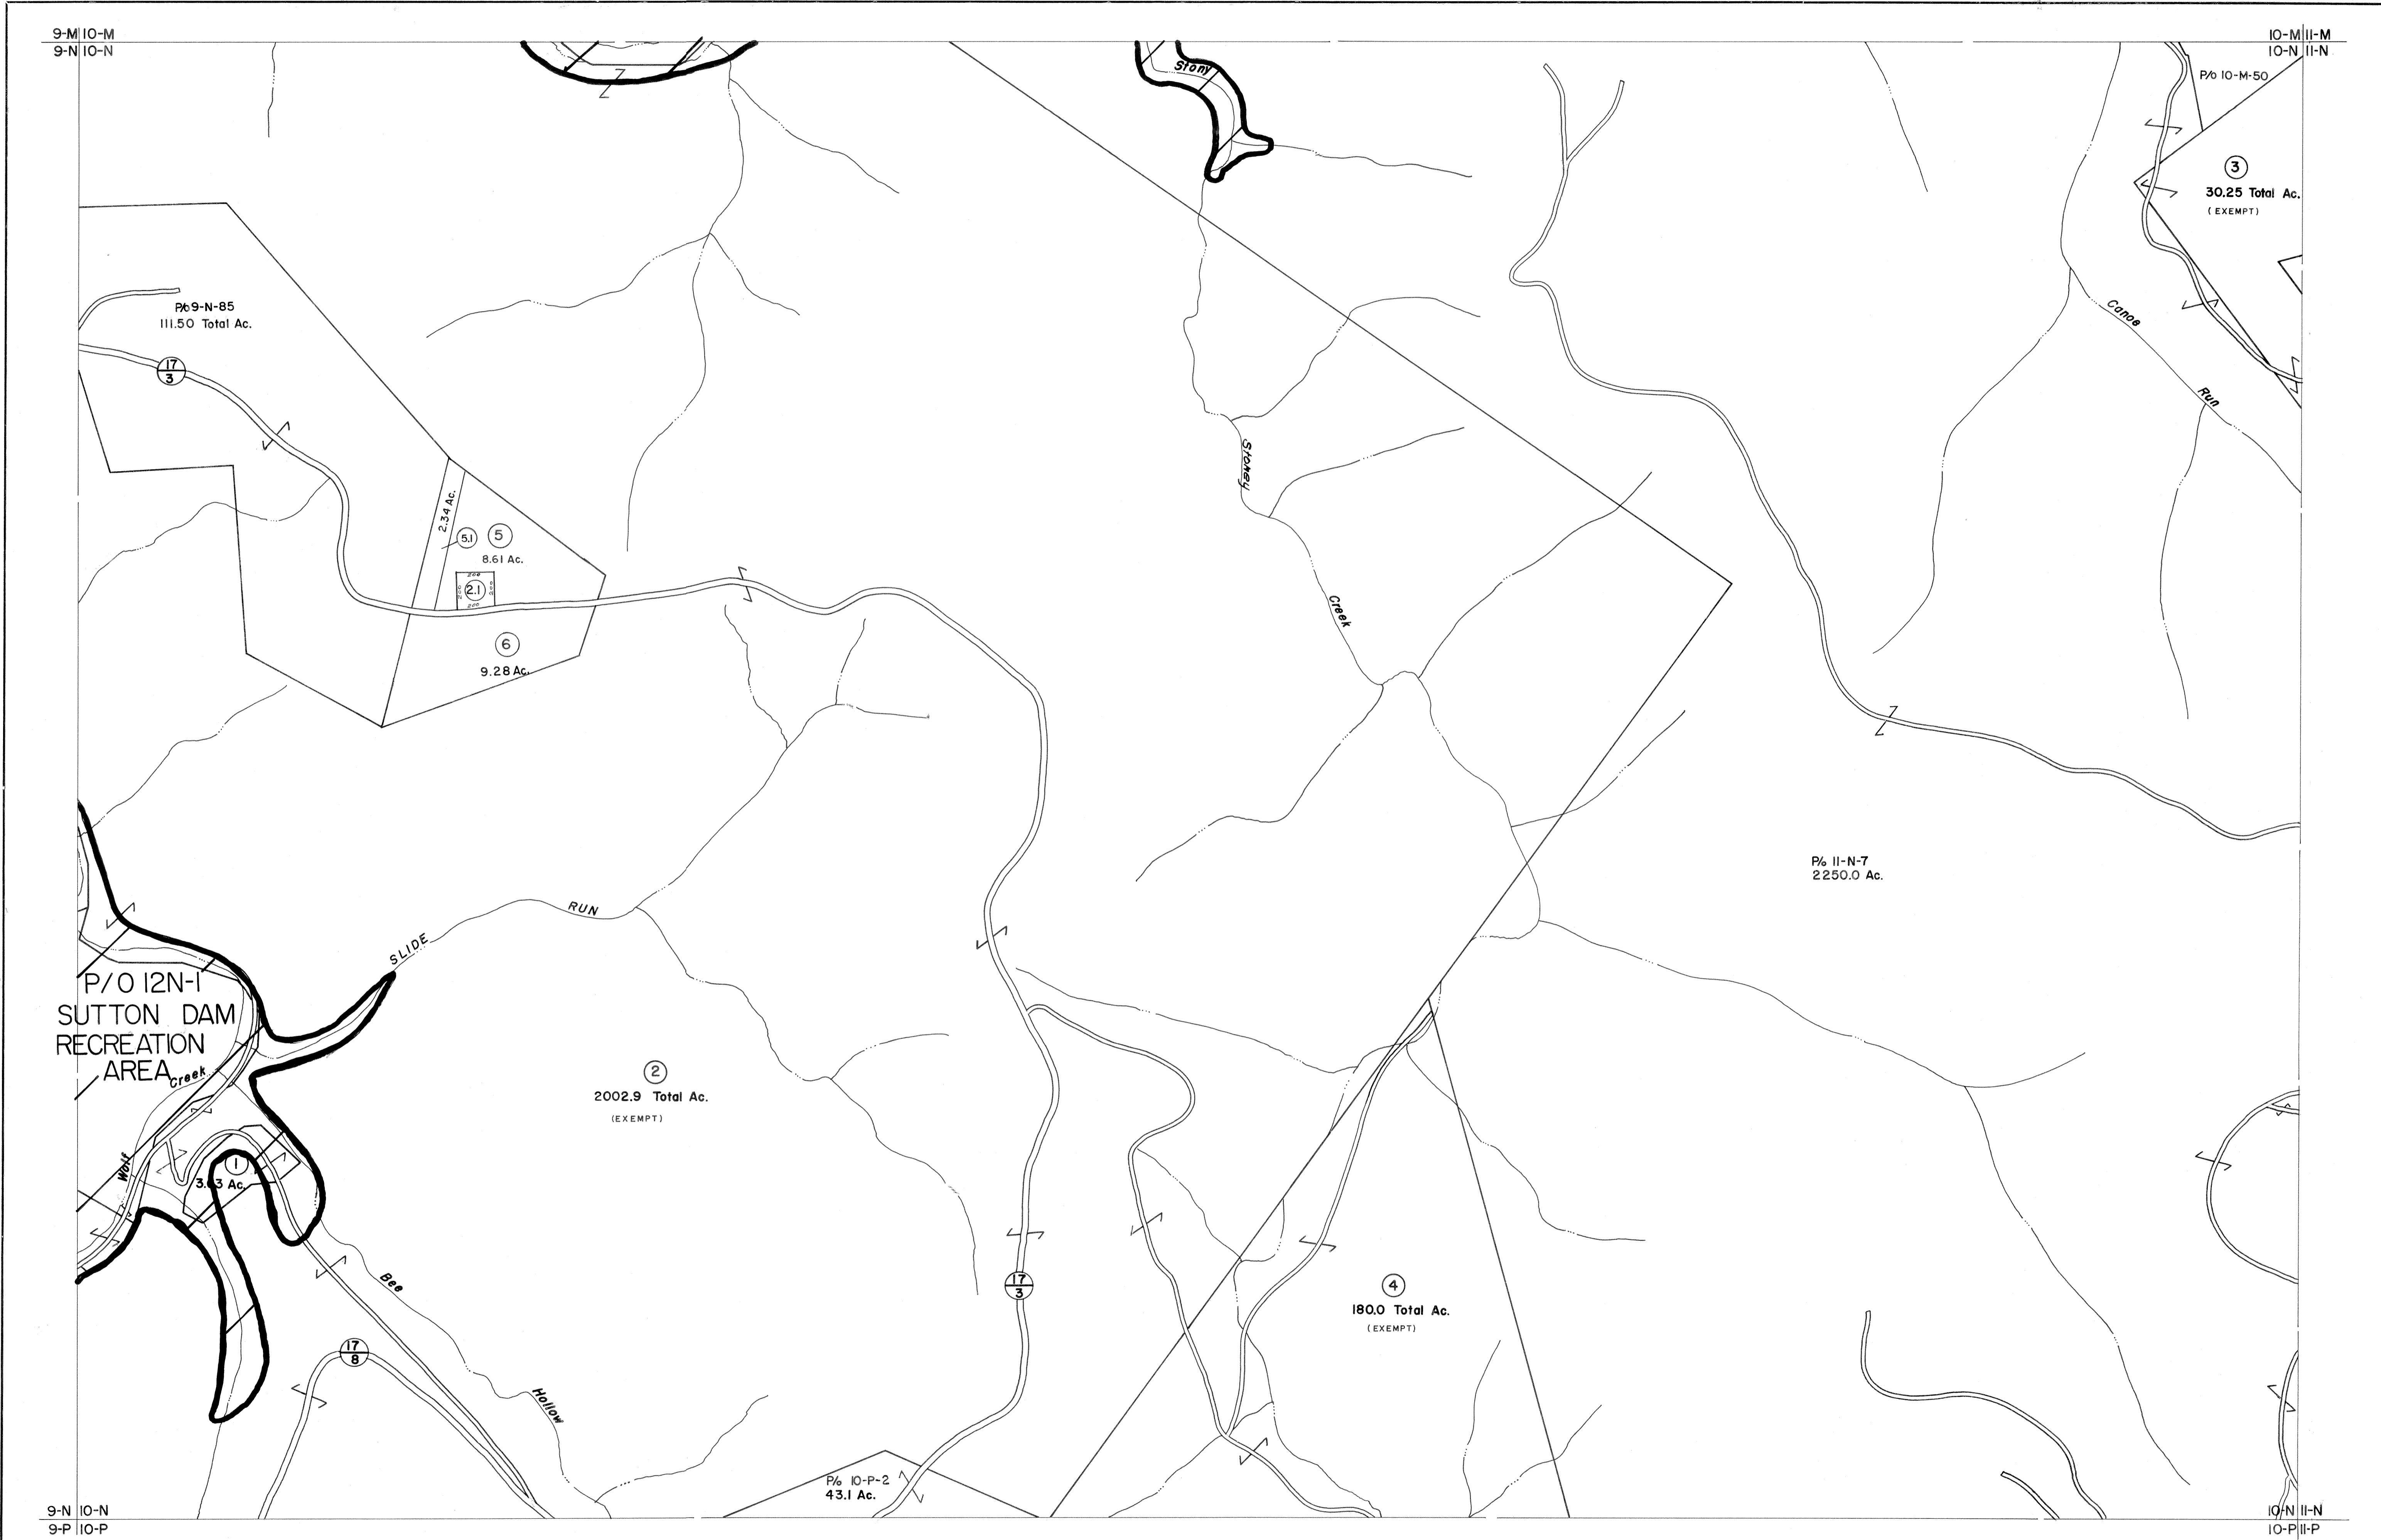 9-M 10-M
9-N 10-N
10-M 11-M
10-N 11-N
Stony
P/o 10-M-50
3
30.25 Total Ac.
(EXEMPT)
P/o 9-N-85
111.50 Total Ac.
17
3
Canoe
Run
Stoney
Creek
2.34 Ac.
5.1
5
8.61 Ac.
200
200
2.1
200
200
6
9.28 Ac.
P/o 11-N-7
2250.0 Ac.
RUN
SLIDE
P/O 12N-1
SUTTON DAM
RECREATION
AREA
Creek
2
2002.9 Total Ac.
(EXEMPT)
Wolf
1
Ac.
Bee
17
3
4
180.0 Total Ac.
(EXEMPT)
17
8
Hollow
P/o 10-P-2
43.1 Ac.
9-N 10-N
9-P 10-P
10-N 11-N
10-P 11-P